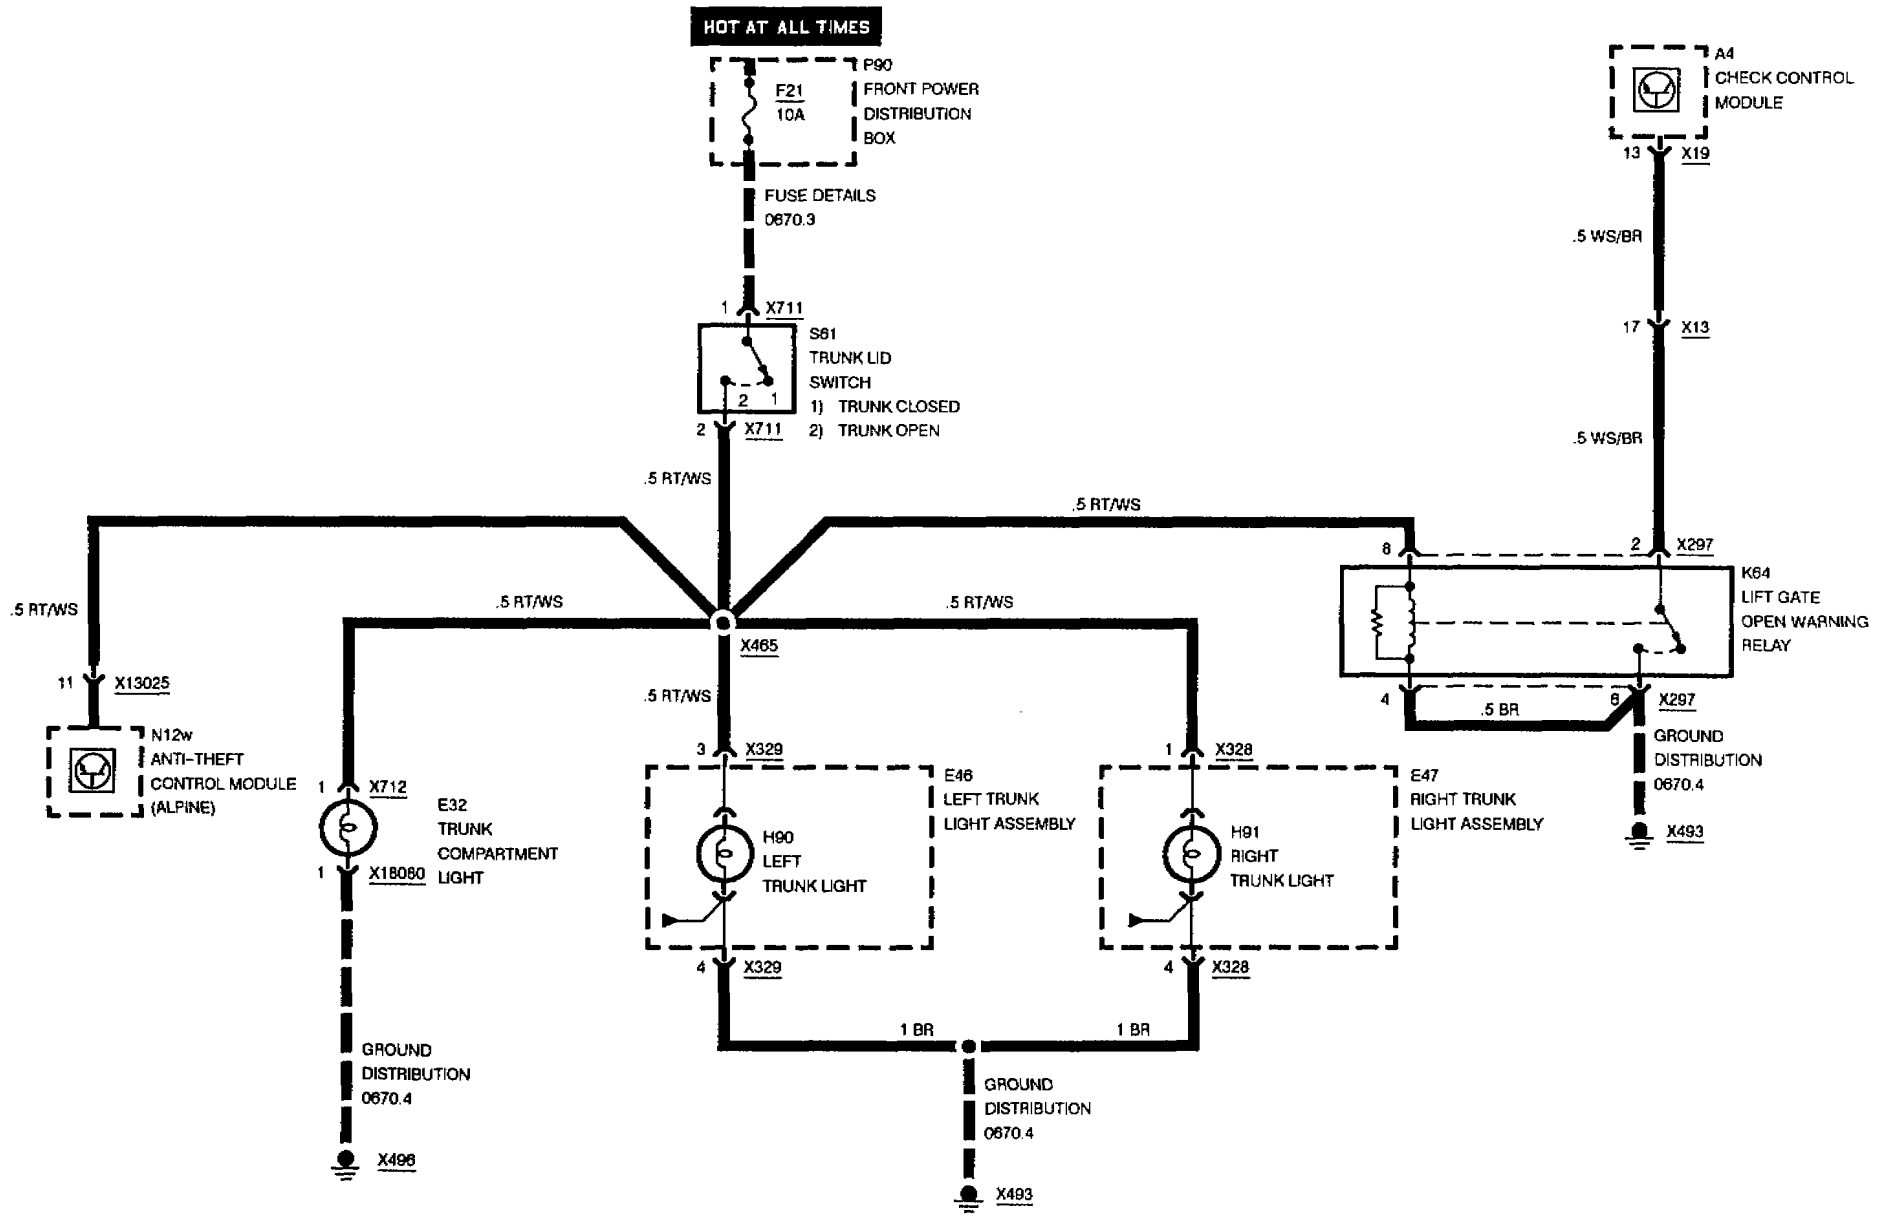 HOT AT ALL TIMES
P90
FRONT POWER
DISTRIBUTION
BOX
F21
10A
FUSE DETAILS
0670.3
A4
CHECK CONTROL
MODULE
13 X19
.5 WS/BR
17 X13
.5 WS/BR
1 X711
S61
TRUNK LID
SWITCH
1) TRUNK CLOSED
2) TRUNK OPEN
2 1
2 X711
.5 RT/WS
.5 RT/WS
8 2 X297
K64
LIFT GATE
OPEN WARNING
RELAY
.5 RT/WS
.5 RT/WS
.5 RT/WS
X465
.5 RT/WS
11 X13025
4 6 X297
.5 BR
GROUND
DISTRIBUTION
0670.4
X493
N12w
ANTI-THEFT
CONTROL MODULE
(ALPINE)
1 X712
E32
TRUNK
COMPARTMENT
LIGHT
1 X18060
3 X329
E46
LEFT TRUNK
LIGHT ASSEMBLY
H90
LEFT
TRUNK LIGHT
1 X328
E47
RIGHT TRUNK
LIGHT ASSEMBLY
H91
RIGHT
TRUNK LIGHT
4 X329
4 X328
1 BR
1 BR
GROUND
DISTRIBUTION
0670.4
X496
GROUND
DISTRIBUTION
0670.4
X493